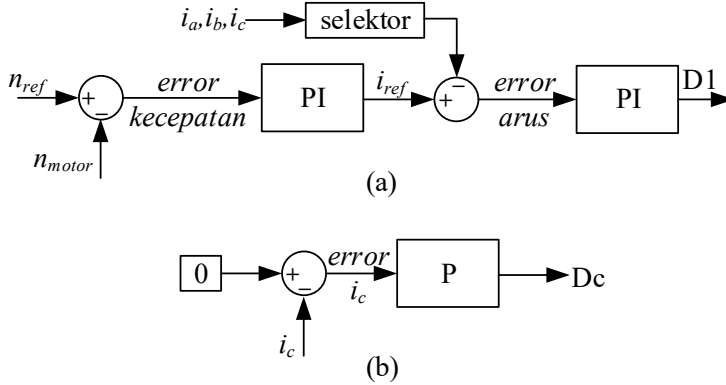 i_a,i_b,i_c
selektor
n_ref
+
−
error
kecepatan
PI
i_ref
+
−
error
arus
PI
D1
n_motor
(a)
0
+
−
error
i_c
P
Dc
i_c
(b)